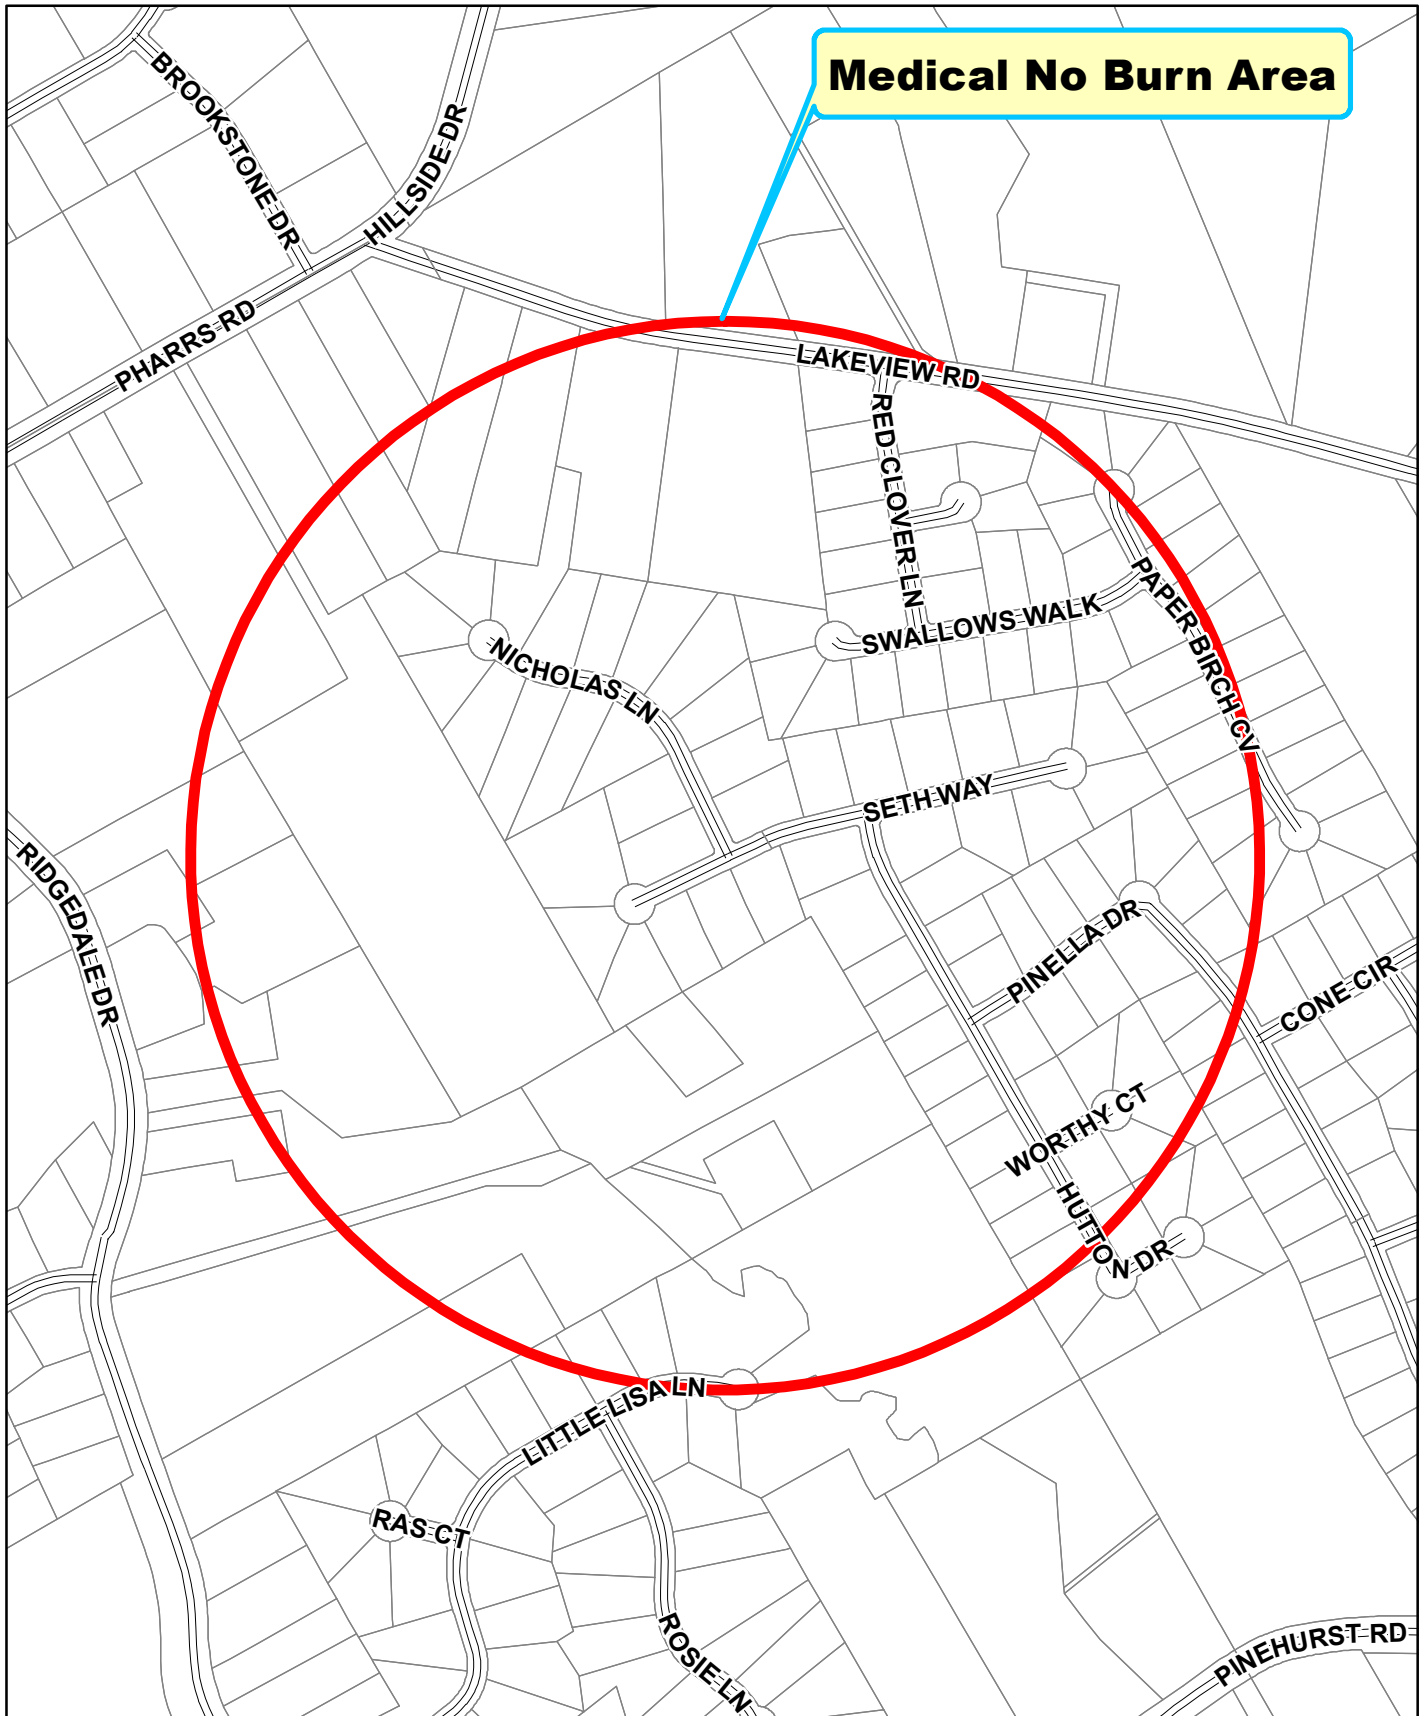 Medical No Burn Area
BROOKSTONE DR
HILLSIDE DR
PHARRS RD
LAKEVIEW RD
RED CLOVER LN
SWALLOWS WALK
PAPER BIRCH CV
NICHOLAS LN
SETH WAY
RIDGEDALE DR
PINELLA DR
CONE CIR
WORTHY CT
HUTTON DR
LITTLE LISA LN
RAS CT
ROSIE LN
PINEHURST RD